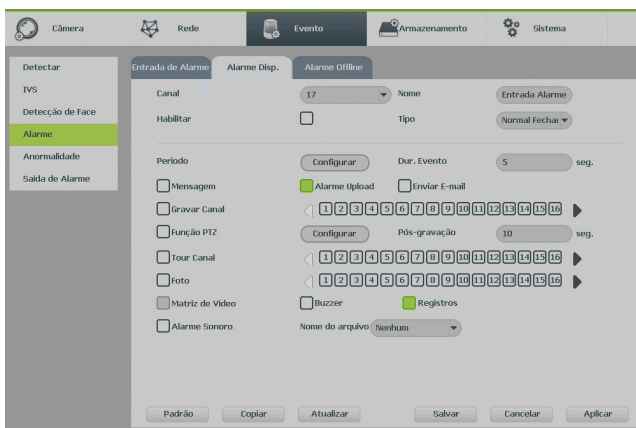 Câmera Rede Evento Armazenamento Sistema
Detectar
IVS
Detecção de Face
Alarme
Anormalidade
Saída de Alarme
Entrada de Alarme Alarme Disp. Alarme Offline
Canal 17 Nome Entrada Alarme
Habilitar Tipo Normal Fechac
Período Configurar Dur. Evento 5 seg.
Mensagem Alarme Upload Enviar E-mail
Gravar Canal 1 2 3 4 5 6 7 8 9 10 11 12 13 14 15 16
Função PTZ Configurar Pós-gravação 10 seg.
Tour Canal 1 2 3 4 5 6 7 8 9 10 11 12 13 14 15 16
Foto 1 2 3 4 5 6 7 8 9 10 11 12 13 14 15 16
Matriz de Vídeo Buzzer Registros
Alarme Sonoro Nome do arquivo Nenhum
Padrão Copiar Atualizar Salvar Cancelar Aplicar